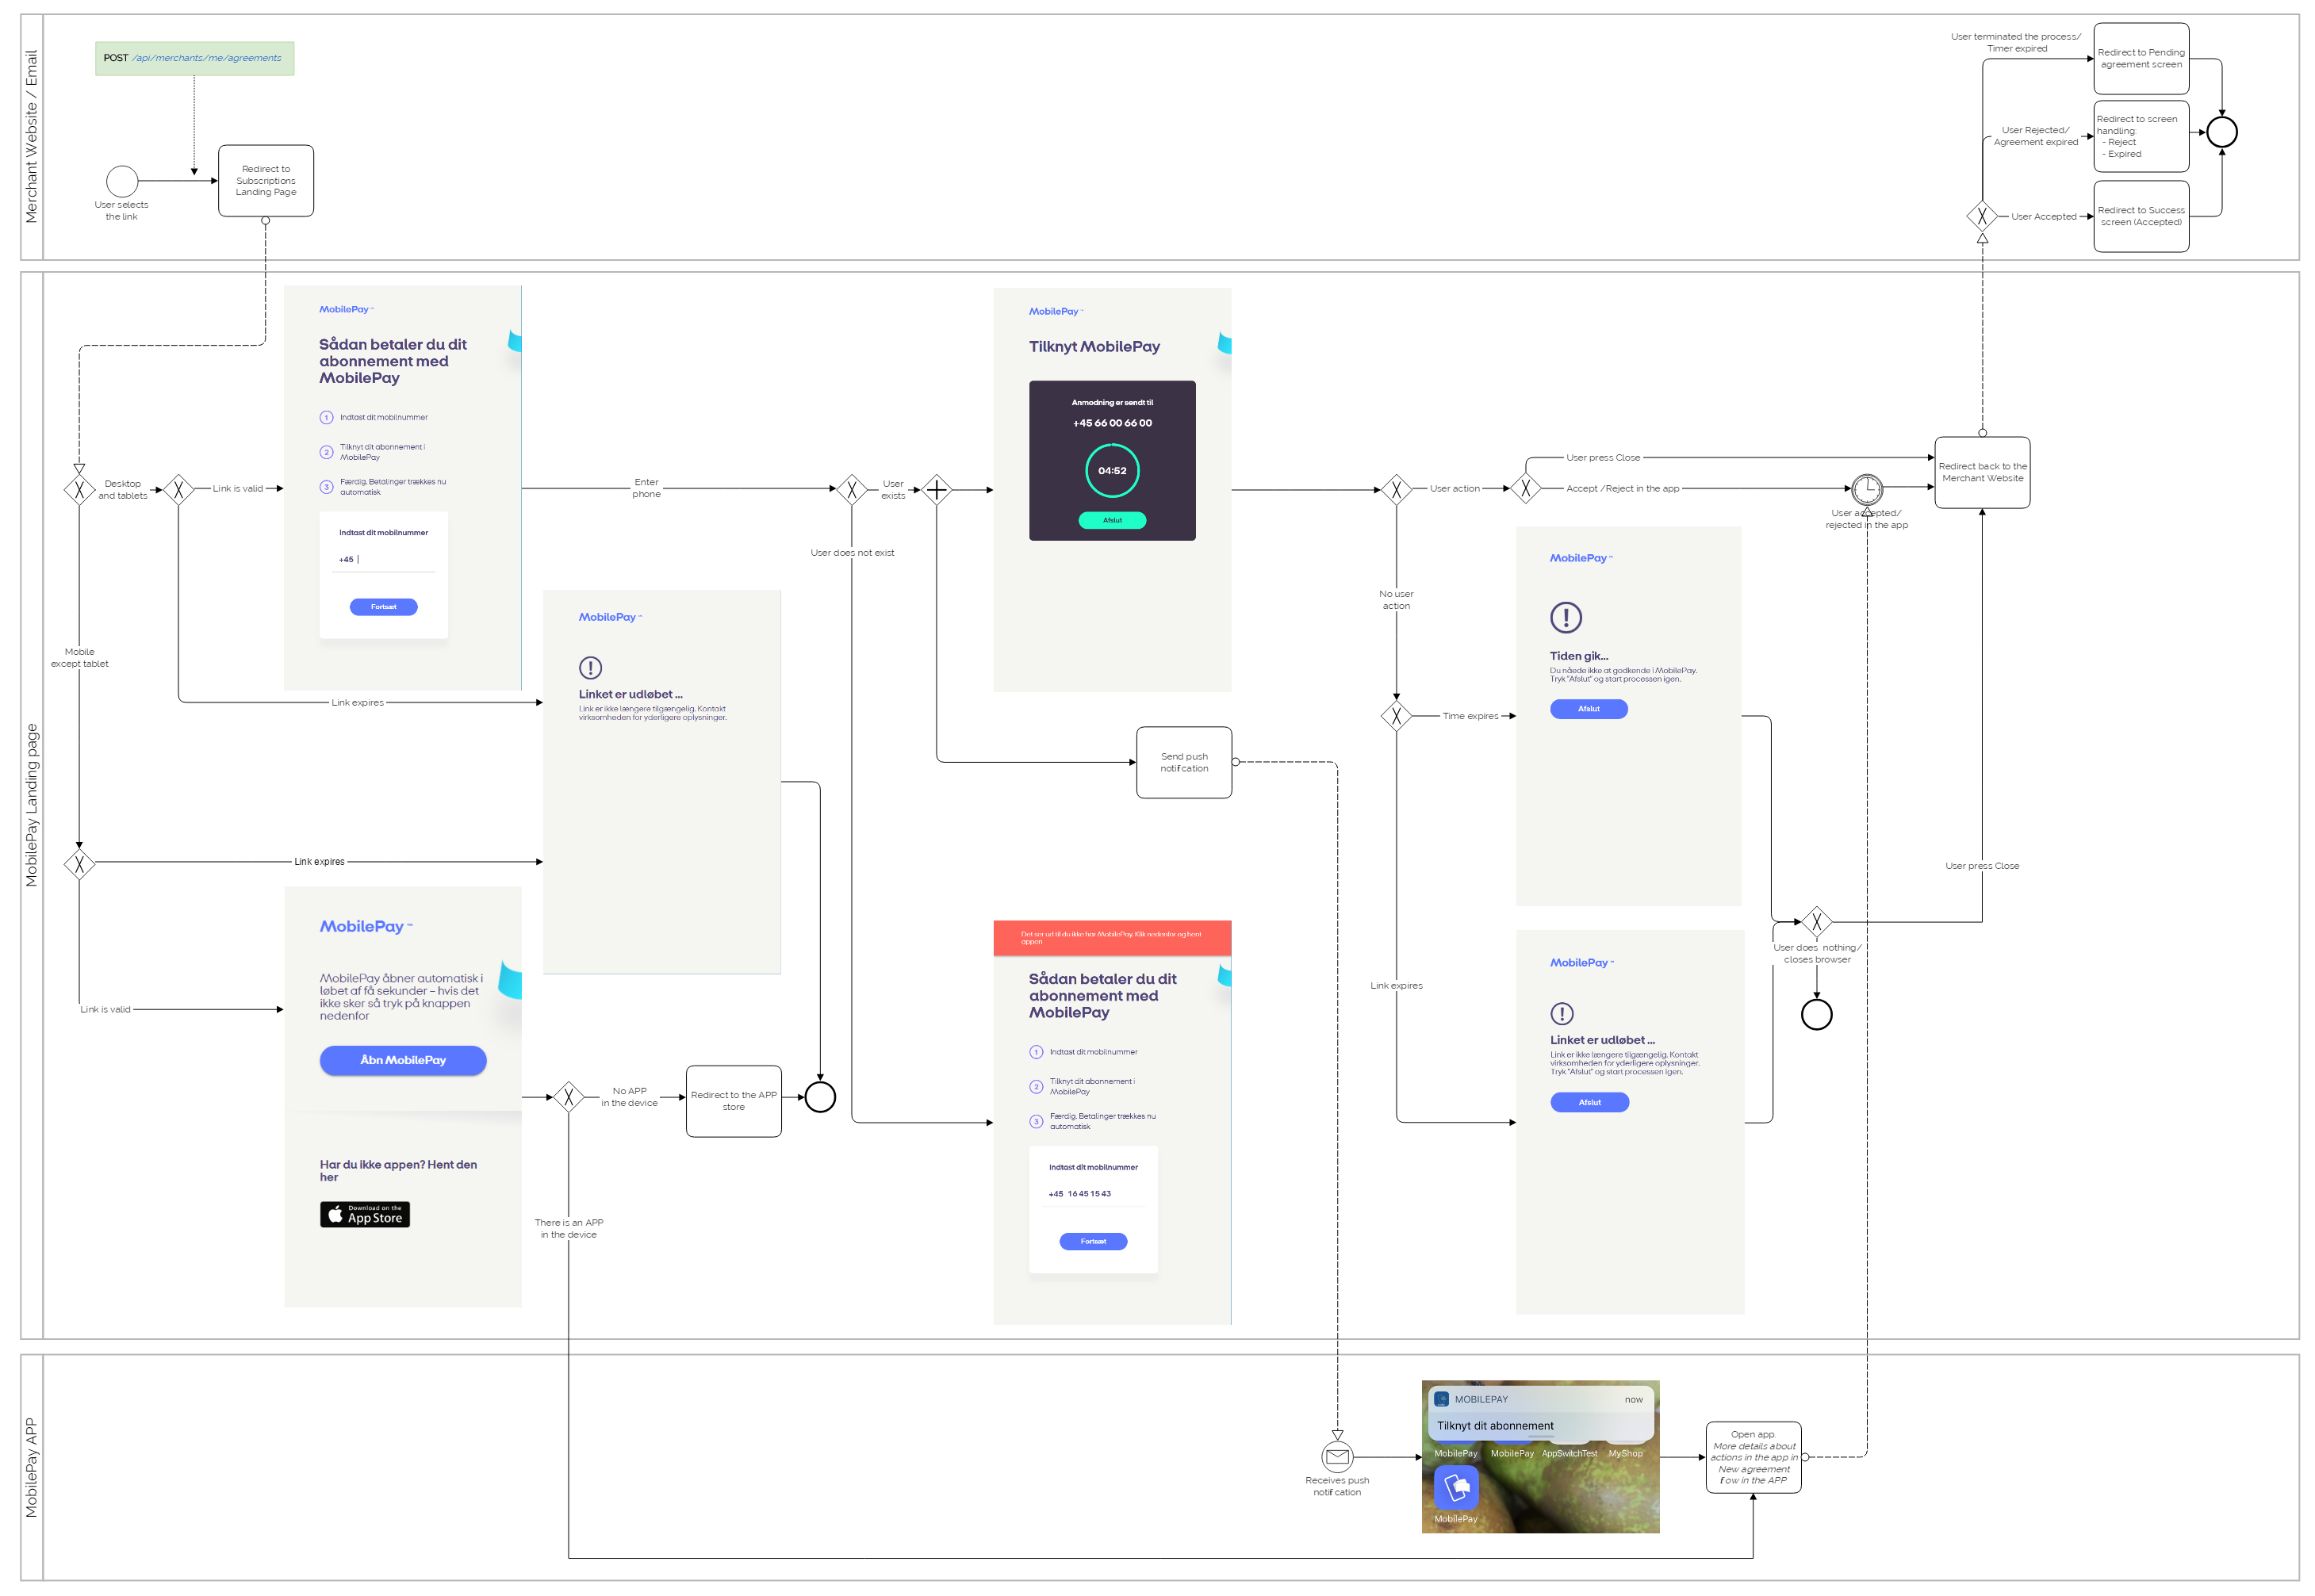 Merchant Website / Email
POST /api/merchants/me/agreements
User selects
the link
Redirect to
Subscriptions
Landing Page
User terminated the process/
Timer expired
Redirect to Pending
agreement screen
User Rejected/
Agreement expired
Redirect to screen
handling:
- Reject
- Expired
User Accepted
Redirect to Success
screen (Accepted)
MobilePay Landing page
Desktop
and tablets
Link is valid
Mobile
except tablet
Link expires
Link expires
Link is valid
MobilePay
Sådan betaler du dit
abonnement med
MobilePay
1 Indtast dit mobilnummer
2 Tilknyt dit abonnement i
MobilePay
3 Færdig. Betalinger trækkes nu
automatisk
Indtast dit mobilnummer
+45
Fortsæt
MobilePay
Linket er udløbet ...
Link er ikke længere tilgængelig. Kontakt
virksomheden for yderligere oplysninger.
MobilePay
MobilePay åbner automatisk i
løbet af få sekunder – hvis det
ikke sker så tryk på knappen
nedenfor
Åbn MobilePay
Har du ikke appen? Hent den
her
Download on the
App Store
No APP
in the device
Redirect to the APP
store
There is an APP
in the device
Enter
phone
User
exists
User does not exist
MobilePay
Tilknyt MobilePay
Anmodning er sendt til
+45 66 00 66 00
04:52
Afslut
Send push
notification
Det ser ud til du ikke har MobilePay. Klik nedenfor og hent
appen
Sådan betaler du dit
abonnement med
MobilePay
1 Indtast dit mobilnummer
2 Tilknyt dit abonnement i
MobilePay
3 Færdig. Betalinger trækkes nu
automatisk
Indtast dit mobilnummer
+45 16 45 15 43
Fortsæt
User action
User press Close
Accept /Reject in the app
User accepted/
rejected in the app
Redirect back to the
Merchant Website
No user
action
Time expires
Link expires
MobilePay
Tiden gik...
Du nåede ikke at godkende i MobilePay.
Tryk "Afslut" og start processen igen.
Afslut
MobilePay
Linket er udløbet ...
Link er ikke længere tilgængelig. Kontakt
virksomheden for yderligere oplysninger.
Tryk "Afslut" og start processen igen.
Afslut
User press Close
User does nothing/
closes browser
MobilePay APP
Receives push
notification
MOBILEPAY now
Tilknyt dit abonnement
MobilePay MobilePay AppSwitchTest MyShop
MobilePay
Open app.
More details about
actions in the app in
New agreement
flow in the APP